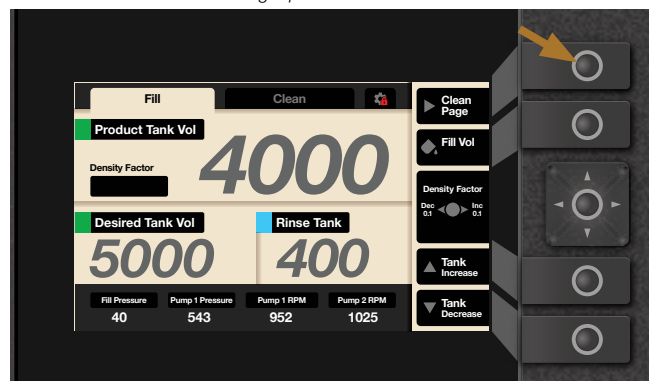 Fill
Clean
Product Tank Vol
4000
Density Factor
Desired Tank Vol
5000
Rinse Tank
400
Fill Pressure
40
Pump 1 Pressure
543
Pump 1 RPM
952
Pump 2 RPM
1025
Clean
Page
Fill Vol
Density Factor
Dec
0.1
Inc
0.1
Tank
Increase
Tank
Decrease